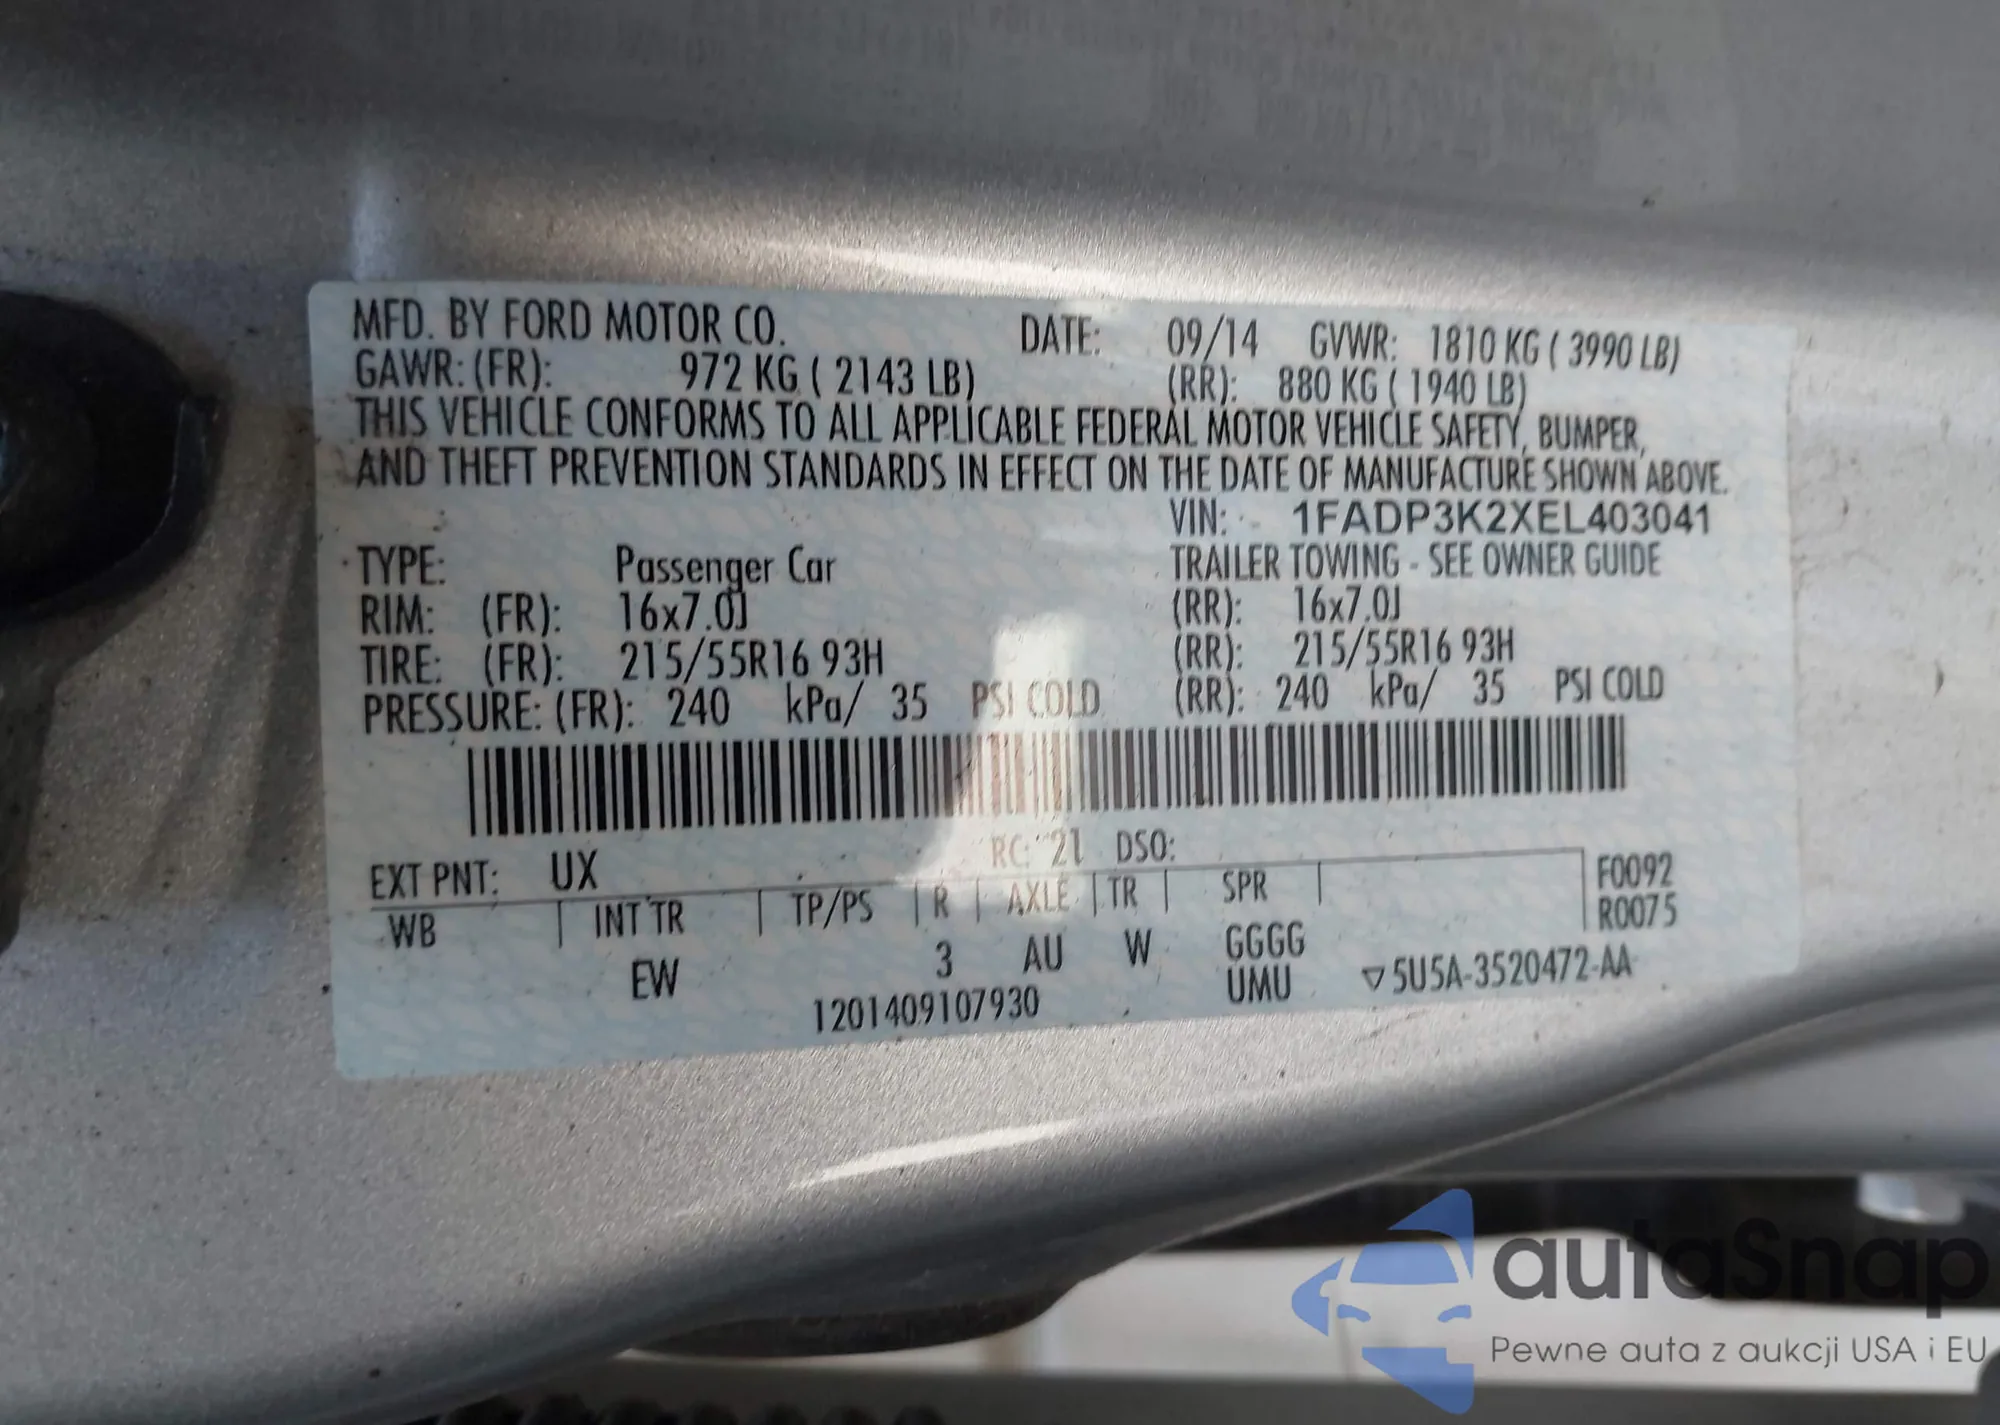 MFD. BY FORD MOTOR CO. DATE: 09/14 GVWR: 1810 KG ( 3990 LB)
GAWR: (FR): 972 KG ( 2143 LB) (RR): 880 KG ( 1940 LB)
THIS VEHICLE CONFORMS TO ALL APPLICABLE FEDERAL MOTOR VEHICLE SAFETY, BUMPER,
AND THEFT PREVENTION STANDARDS IN EFFECT ON THE DATE OF MANUFACTURE SHOWN ABOVE.
VIN: 1FADP3K2XEL403041
TYPE: Passenger Car TRAILER TOWING - SEE OWNER GUIDE
RIM: (FR): 16x7.0J (RR): 16x7.0J
TIRE: (FR): 215/55R16 93H (RR): 215/55R16 93H
PRESSURE: (FR): 240 kPa/ 35 PSI COLD (RR): 240 kPa/ 35 PSI COLD
RC: 21 DSO:
EXT PNT: UX F0092
WB | INT TR | TP/PS | R | AXLE | TR | SPR | R0075
EW 3 AU W GGGG
UMU ▽5U5A-3520472-AA
1201409107930
autaSnap
Pewne auta z aukcji USA i EU